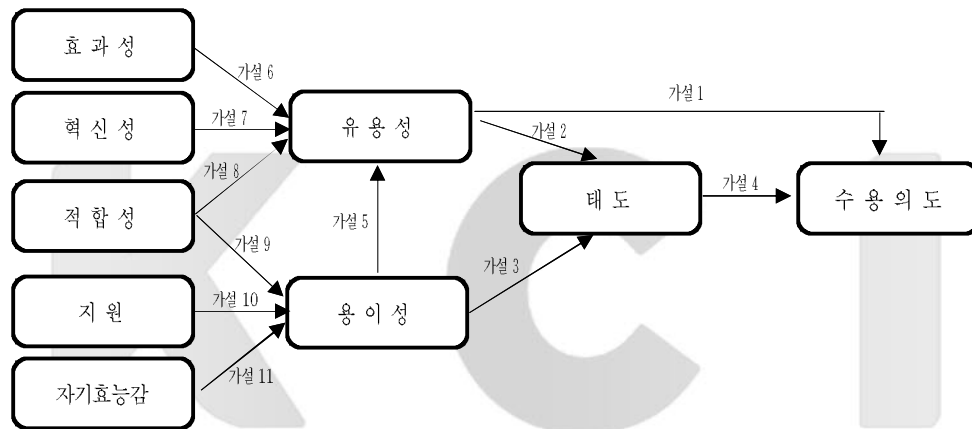 효 과 성
가설 6
가설 1
혁 신 성
가설 7
유 용 성
가설 2
가설 8
적 합 성
태 도
가설 4
수 용 의 도
가설 5
가설 9
가설 3
지 원
가설 10
용 이 성
자기효능감
가설 11
KCI